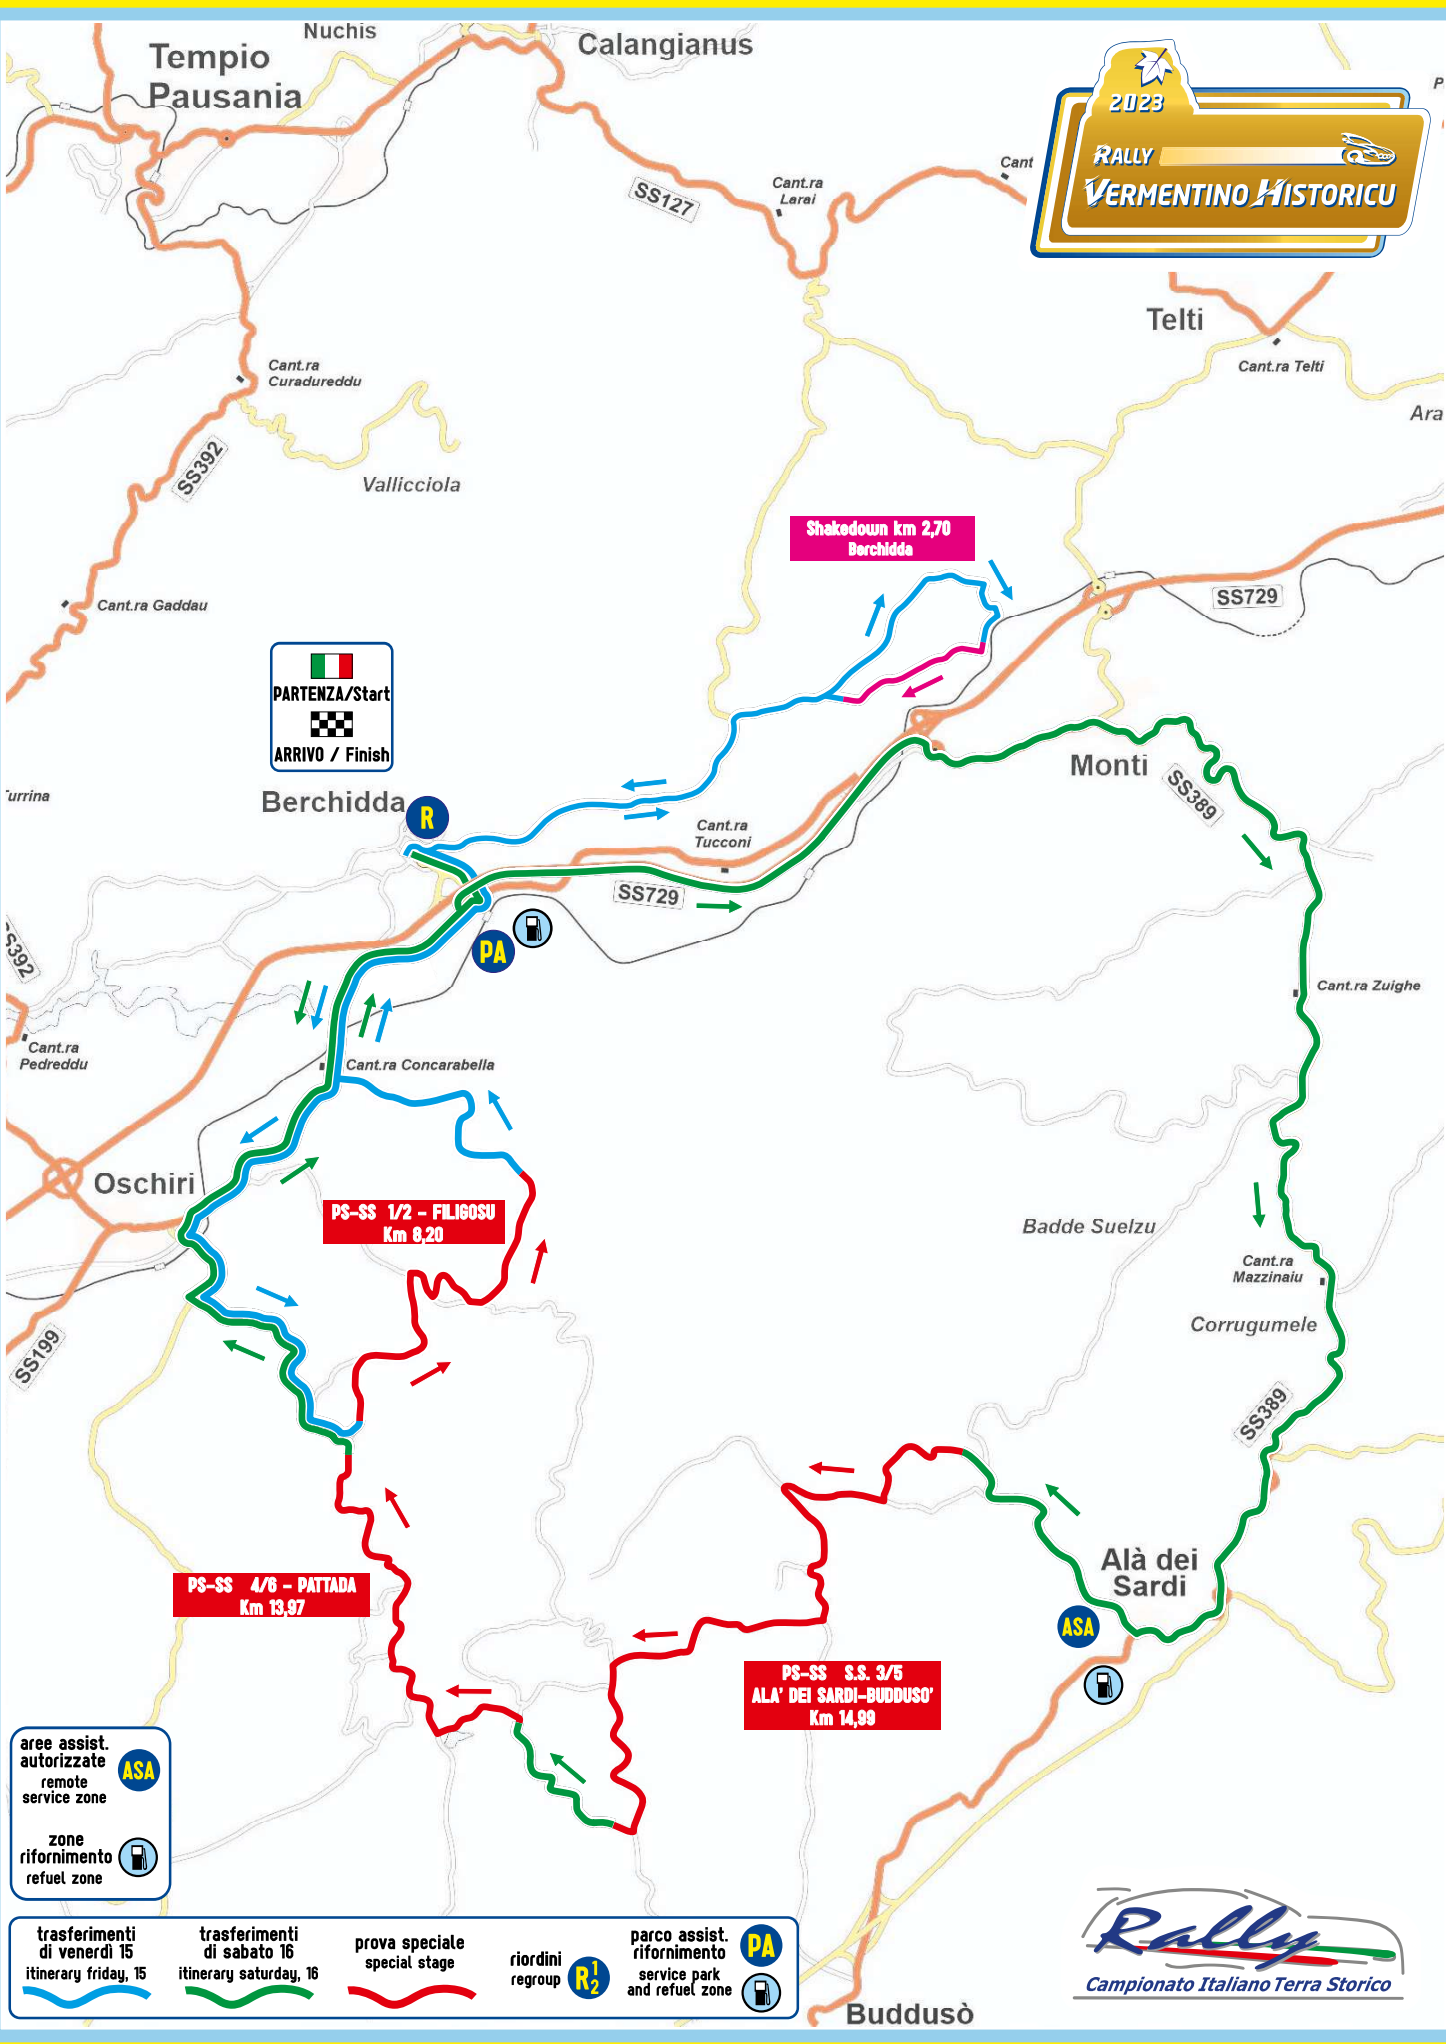 Nuchis
Tempio
Pausania
Calangianus
P
2023
RALLY
VERMENTINO HISTORICU
Cant
Cant.ra
Larai
SS127
Telti
Cant.ra Telti
Cant.ra
Curadureddu
Ara
SS392
Vallicciola
Shakedown km 2,70
Berchidda
Cant.ra Gaddau
SS729
PARTENZA/Start
ARRIVO / Finish
Monti
urrina
Berchidda
R
SS389
Cant.ra
Tucconi
SS729
PA
SS392
Cant.ra Zuighe
Cant.ra
Pedreddu
Cant.ra Concarabella
Oschiri
PS-SS 1/2 - FILIGOSU
Km 8,20
Badde Suelzu
Cant.ra
Mazzinaiu
Corrugumele
SS199
SS389
Alà dei
Sardi
PS-SS 4/6 - PATTADA
Km 13,97
ASA
PS-SS S.S. 3/5
ALA' DEI SARDI-BUDDUSO'
Km 14,99
aree assist.
autorizzate
remote
service zone
ASA
zone
rifornimento
refuel zone
trasferimenti
di venerdì 15
itinerary friday, 15
trasferimenti
di sabato 16
itinerary saturday, 16
prova speciale
special stage
riordini
regroup
R 1 2
parco assist.
rifornimento
service park
and refuel zone
PA
Rally
Campionato Italiano Terra Storico
Buddusò